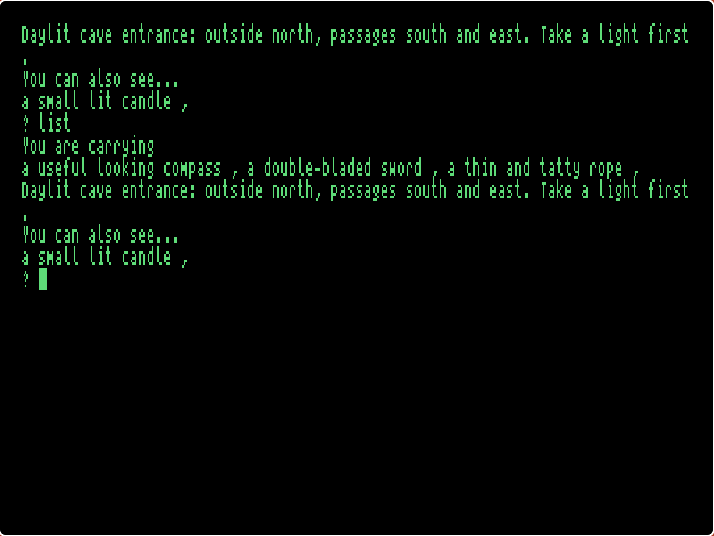 Daylit cave entrance: outside north, passages south and east. Take a light first
.
You can also see...
a small lit candle ,
? list
You are carrying
a useful looking compass , a double-bladed sword , a thin and tatty rope ,
Daylit cave entrance: outside north, passages south and east. Take a light first
.
You can also see...
a small lit candle ,
?